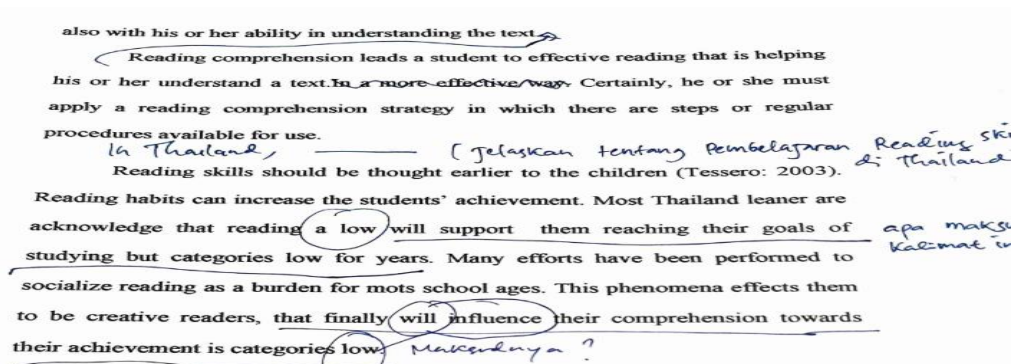 also with his or her ability in understanding the text.
Reading comprehension leads a student to effective reading that is helping
his or her understand a text.In a more effective way. Certainly, he or she must
apply a reading comprehension strategy in which there are steps or regular
procedures available for use.
In Thailand, ——— ( Jelaskan tentang Pembelajaran Reading ski
di Thailand
Reading skills should be thought earlier to the children (Tessero: 2003).
Reading habits can increase the students' achievement. Most Thailand leaner are
acknowledge that reading a low will support them reaching their goals of
apa maksu
studying but categories low for years. Many efforts have been performed to
Kalimat in
socialize reading as a burden for mots school ages. This phenomena effects them
to be creative readers, that finally will influence their comprehension towards
their achievement is categories low. Maksudnya ?